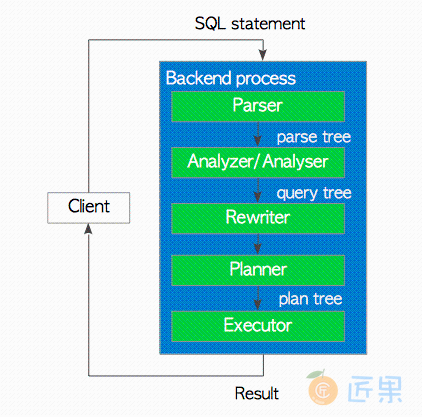 SQL statement
Backend process
Parser
parse tree
Analyzer/Analyser
query tree
Client
Rewriter
Planner
plan tree
Executor
Result
匠果